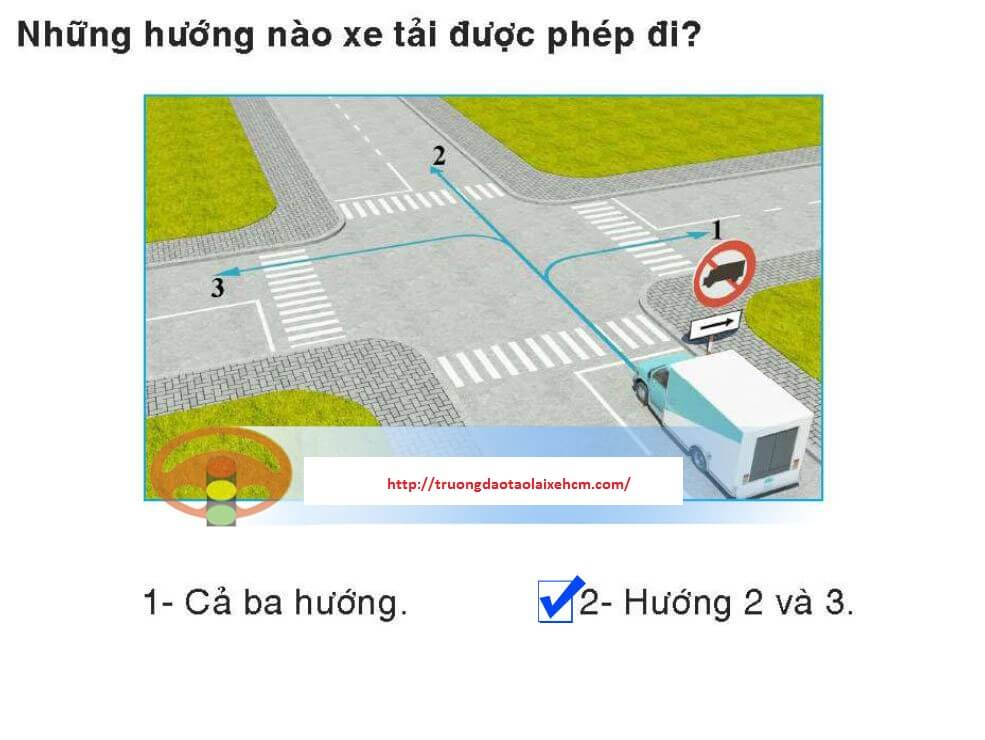 Những hướng nào xe tải được phép đi?
2
1
3
http://truongdaotaolaixehcm.com/
1- Cả ba hướng.
2- Hướng 2 và 3.